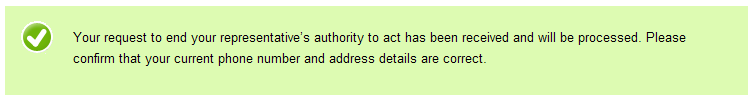 Your request to end your representative’s authority to act has been received and will be processed. Please
confirm that your current phone number and address details are correct.